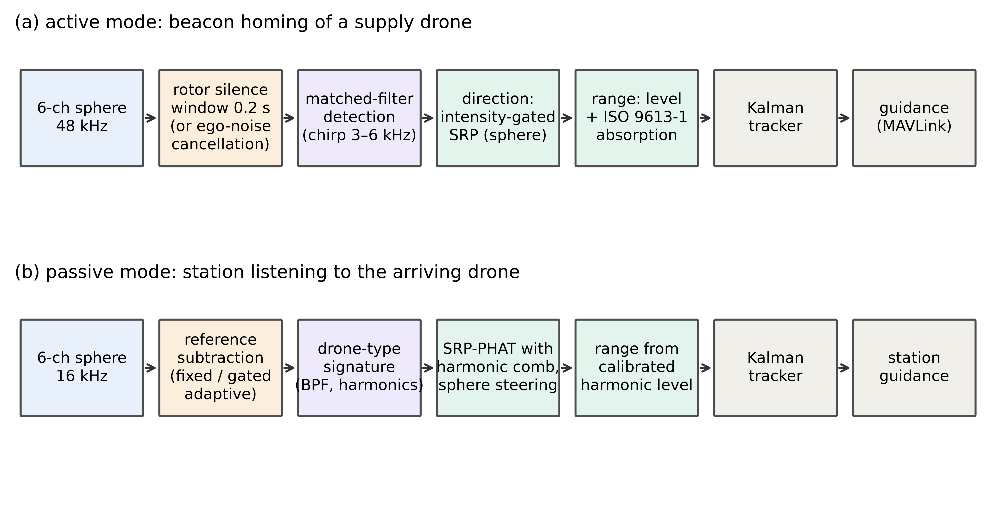 (a) active mode: beacon homing of a supply drone
6-ch sphere
48 kHz
rotor silence
window 0.2 s
(or ego-noise
cancellation)
matched-filter
detection
(chirp 3–6 kHz)
direction:
intensity-gated
SRP (sphere)
range: level
+ ISO 9613-1
absorption
Kalman
tracker
guidance
(MAVLink)
(b) passive mode: station listening to the arriving drone
6-ch sphere
16 kHz
reference
subtraction
(fixed / gated
adaptive)
drone-type
signature
(BPF, harmonics)
SRP-PHAT with
harmonic comb,
sphere steering
range from
calibrated
harmonic level
Kalman
tracker
station
guidance